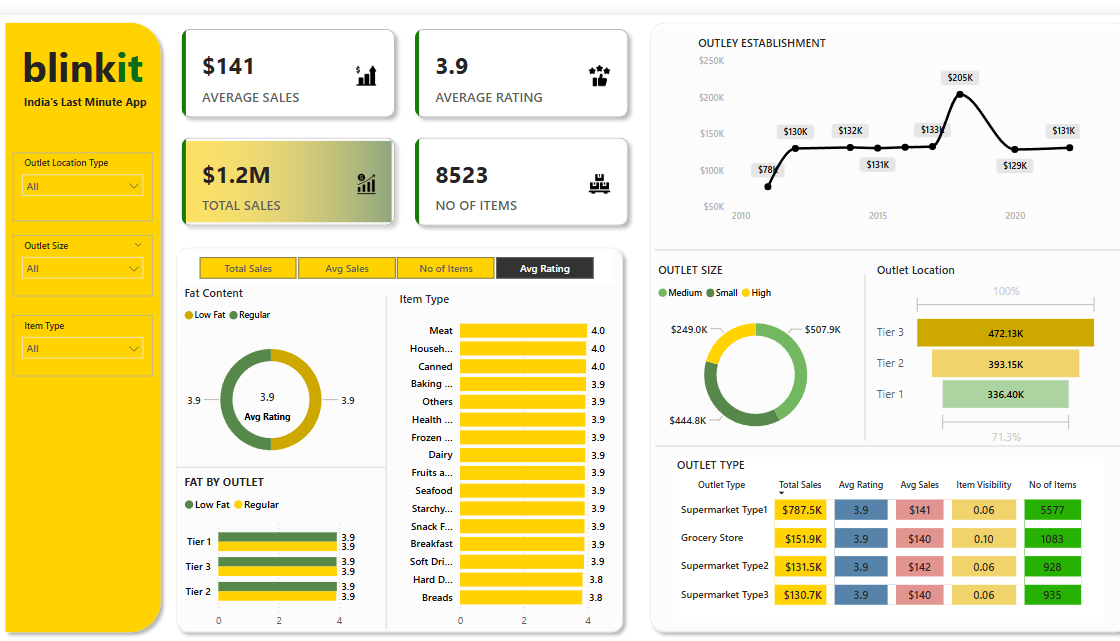 blinkit
India's Last Minute App
Outlet Location Type
All
Outlet Size
All
Item Type
All
$141
AVERAGE SALES
3.9
AVERAGE RATING
$1.2M
TOTAL SALES
8523
NO OF ITEMS
Total Sales Avg Sales No of Items Avg Rating
Fat Content
Low Fat Regular
3.9
3.9
Avg Rating
3.9
FAT BY OUTLET
Low Fat Regular
Tier 1 3.9
3.9
Tier 3 3.9
3.9
Tier 2 3.9
3.9
0 2 4
Item Type
Meat 4.0
Househ... 4.0
Canned 4.0
Baking ... 3.9
Others 3.9
Health ... 3.9
Frozen ... 3.9
Dairy 3.9
Fruits a... 3.9
Seafood 3.9
Starchy... 3.9
Snack F... 3.9
Breakfast 3.9
Soft Dri... 3.9
Hard D... 3.8
Breads 3.8
0 2 4
OUTLEY ESTABLISHMENT
$250K
$200K
$150K
$100K
$50K
$78K
$130K
$132K
$131K
$133K
$205K
$129K
$131K
2010 2015 2020
OUTLET SIZE
Medium Small High
$249.0K
$507.9K
$444.8K
Outlet Location
100%
Tier 3 472.13K
Tier 2 393.15K
Tier 1 336.40K
71.3%
OUTLET TYPE
Outlet Type Total Sales Avg Rating Avg Sales Item Visibility No of Items
Supermarket Type1 $787.5K 3.9 $141 0.06 5577
Grocery Store $151.9K 3.9 $140 0.10 1083
Supermarket Type2 $131.5K 3.9 $142 0.06 928
Supermarket Type3 $130.7K 3.9 $140 0.06 935